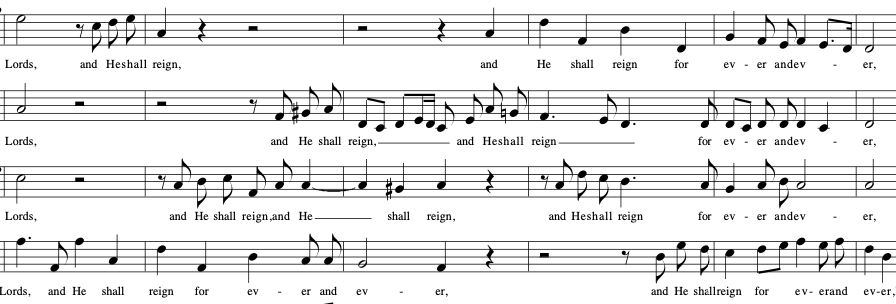 Lords, and Heshall reign, and He shall reign for ev - er andev - er,
Lords, and He shall reign, and Heshall reign for ev - er andev - er,
Lords, and He shall reign,and He shall reign, and Heshall reign for ev - er andev - er,
Lords, and He shall reign for ev - er and ev - er, and He shallreign for ev - erand ev-er,